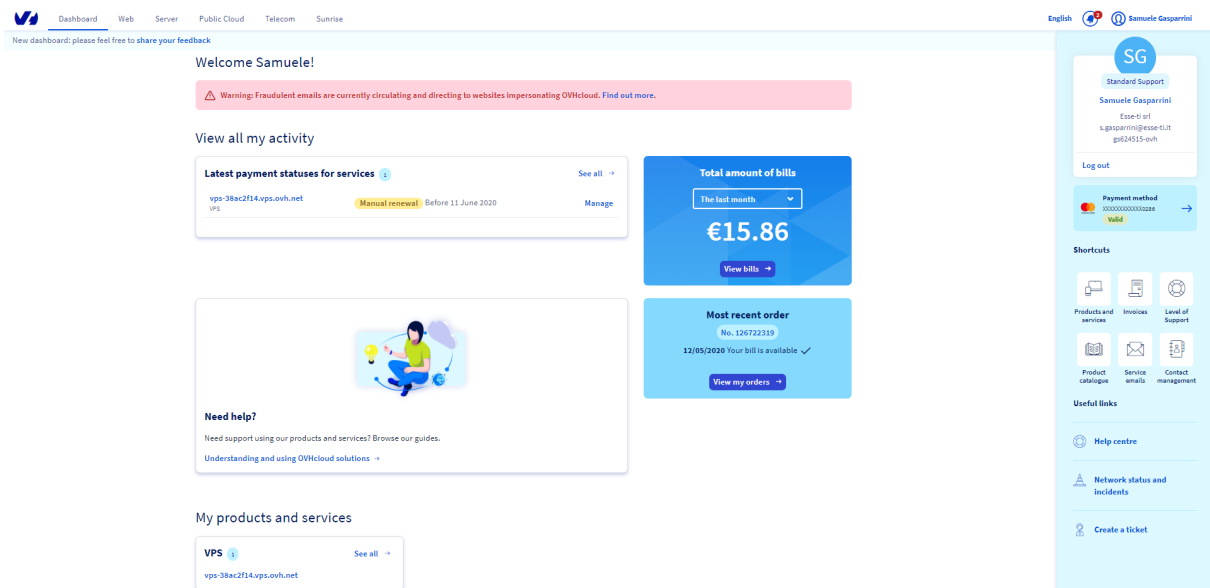 Dashboard Web Server Public Cloud Telecom Sunrise English 2 Samuele Gasparrini
New dashboard: please feel free to share your feedback
Welcome Samuele!
Warning: Fraudulent emails are currently circulating and directing to websites impersonating OVHcloud. Find out more.
View all my activity
Latest payment statuses for services 1 See all →
vps-38ac2f14.vps.ovh.net Manual renewal Before 11 June 2020 Manage
VPS
Total amount of bills
The last month
€15.86
View bills →
Need help?
Need support using our products and services? Browse our guides.
Understanding and using OVHcloud solutions →
Most recent order
No. 126722319
12/05/2020 Your bill is available
View my orders →
My products and services
VPS 1 See all →
vps-38ac2f14.vps.ovh.net
SG
Standard Support
Samuele Gasparrini
Esse-ti srl
s.gasparrini@esse-ti.it
gs624515-ovh
Log out
Payment method
Valid
Shortcuts
Products and services
Invoices
Level of Support
Product catalogue
Service emails
Contact management
Useful links
Help centre
Network status and
incidents
Create a ticket